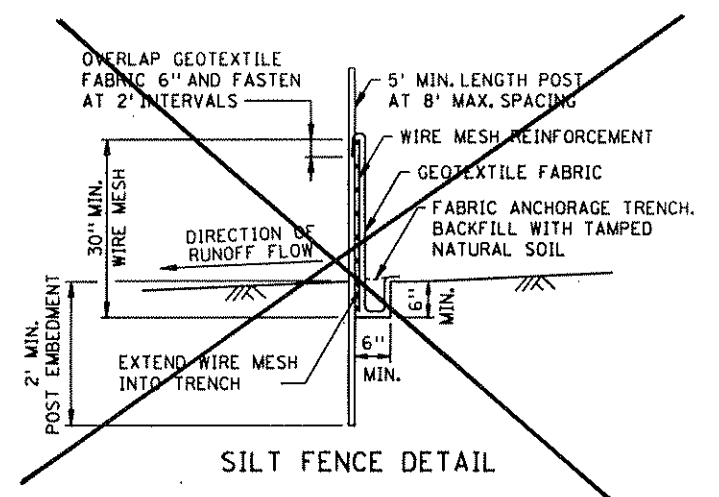 OVERLAP GEOTEXTILE
FABRIC 6" AND FASTEN
AT 2' INTERVALS
5' MIN. LENGTH POST
AT 8' MAX. SPACING
WIRE MESH REINFORCEMENT
GEOTEXTILE FABRIC
FABRIC ANCHORAGE TRENCH.
BACKFILL WITH TAMPED
NATURAL SOIL
30" MIN.
WIRE MESH
DIRECTION OF
RUNOFF FLOW
2' MIN.
POST EMBEDMENT
6"
MIN.
6"
MIN.
EXTEND WIRE MESH
INTO TRENCH
SILT FENCE DETAIL